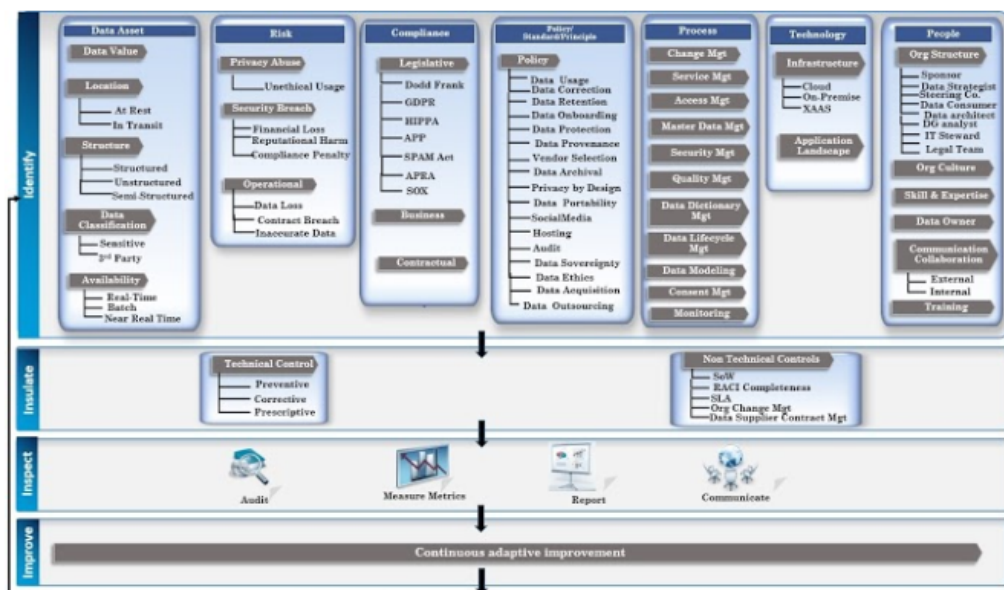 Identify
Data Asset
Data Value
Location
At Rest
In Transit
Structure
Structured
Unstructured
Semi-Structured
Data
Classification
Sensitive
3rd Party
Availability
Real-Time
Batch
Near Real Time
Risk
Privacy Abuse
Unethical Usage
Security Breach
Financial Loss
Reputational Harm
Compliance Penalty
Operational
Data Loss
Contract Breach
Inaccurate Data
Compliance
Legislative
Dodd Frank
GDPR
HIPPA
APP
SPAM Act
APRA
SOX
Business
Contractual
Policy/
Standard/Principle
Policy
Data Usage
Data Correction
Data Retention
Data Onboarding
Data Protection
Data Provenance
Vendor Selection
Data Archival
Privacy by Design
Data Portability
SocialMedia
Hosting
Audit
Data Sovereignty
Data Ethics
Data Acquisition
Data Outsourcing
Process
Change Mgt
Service Mgt
Access Mgt
Master Data Mgt
Security Mgt
Quality Mgt
Data Dictionary
Mgt
Data Lifecycle
Mgt
Data Modeling
Consent Mgt
Monitoring
Technology
Infrastructure
Cloud
On-Premise
XAAS
Application
Landscape
People
Org Structure
Sponsor
Data Strategist
Steering Co.
Data Consumer
Data architect
DG analyst
IT Steward
Legal Team
Org Culture
Skill & Expertise
Data Owner
Communication
Collaboration
External
Internal
Training
Insulate
Technical Control
Preventive
Corrective
Prescriptive
Non Technical Controls
SoW
RACI Completeness
SLA
Org Change Mgt
Data Supplier Contract Mgt
Inspect
Audit
Measure Metrics
Report
Communicate
Improve
Continuous adaptive improvement